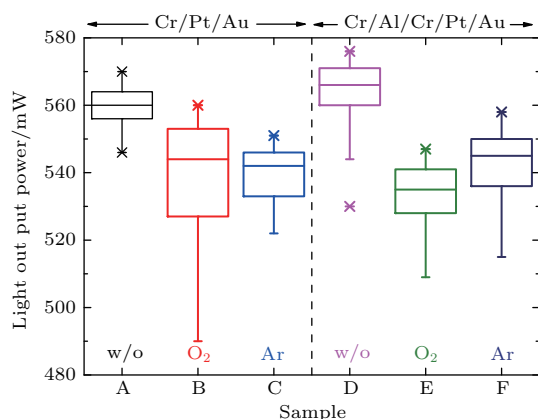 Cr/Pt/Au Cr/Al/Cr/Pt/Au
Light out put power/mW
580
560
540
520
500
480
w/o O₂ Ar w/o O₂ Ar
A B C D E F
Sample